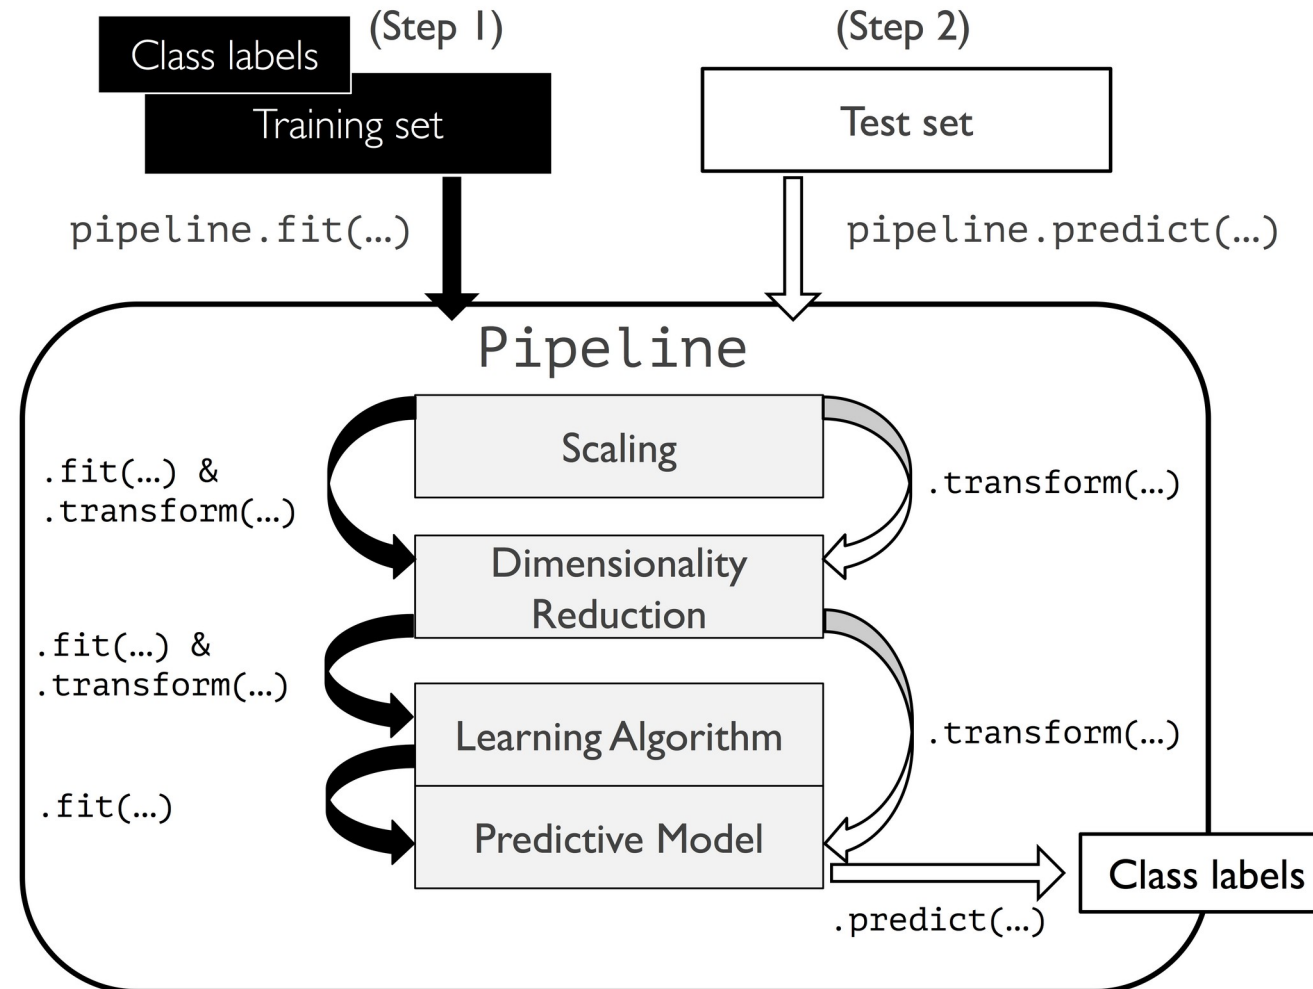 (Step 1)
(Step 2)
Class labels
Training set
Test set
pipeline.fit(…)
pipeline.predict(…)
Pipeline
Scaling
.fit(…) &
.transform(…)
.transform(…)
Dimensionality
Reduction
.fit(…) &
.transform(…)
Learning Algorithm
.transform(…)
.fit(…)
Predictive Model
Class labels
.predict(…)